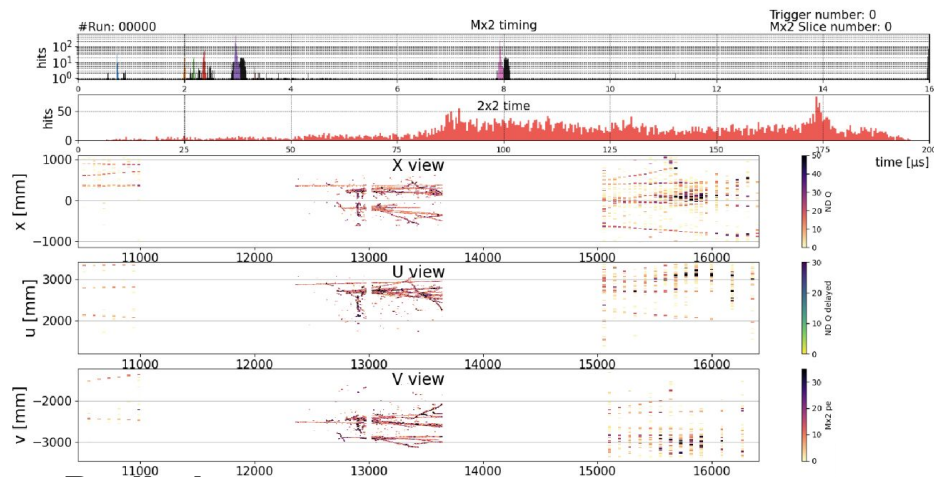 #Run: 00000
Mx2 timing
Trigger number: 0
Mx2 Slice number: 0
hits
10² 10¹ 10⁰
0 2 4 6 8 10 12 14 16
2x2 time
hits
50 0
0 25 50 75 100 125 150 175 200
time [µs]
X view
x [mm]
1000 0 −1000
50 40 30 20 10 0
ND Q
U view
u [mm]
3000 2000
11000 12000 13000 14000 15000 16000
30 20 10 0
ND Q delayed
11000 12000 13000 14000 15000 16000
V view
v [mm]
−2000 −3000
30 20 10 0
Mx2 pe
11000 12000 13000 14000 15000 16000